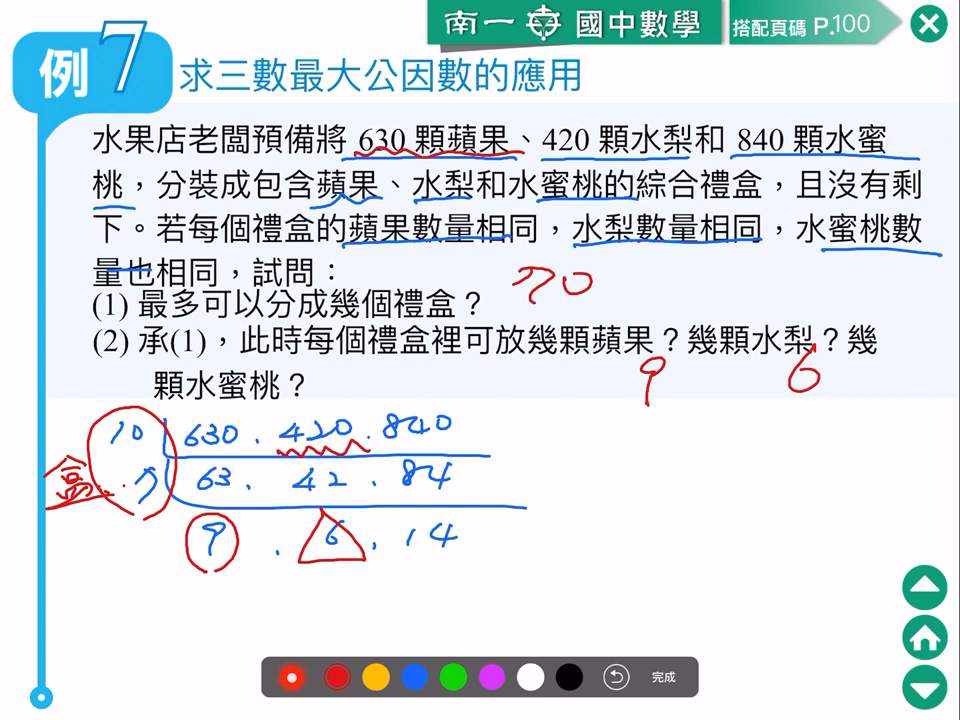 南一 國中數學
搭配頁碼 P.100
例7 求三數最大公因數的應用
水果店老闆預備將 630 顆蘋果、420 顆水梨和 840 顆水蜜
桃，分裝成包含蘋果、水梨和水蜜桃的綜合禮盒，且沒有剩
下。若每個禮盒的蘋果數量相同，水梨數量相同，水蜜桃數
量也相同，試問：
70
(1) 最多可以分成幾個禮盒？
(2) 承(1)，此時每個禮盒裡可放幾顆蘋果？幾顆水梨？幾
顆水蜜桃？
9 6
10 630 . 420 . 840
盒 7 63 . 42 . 84
9 . 6 . 14
完成